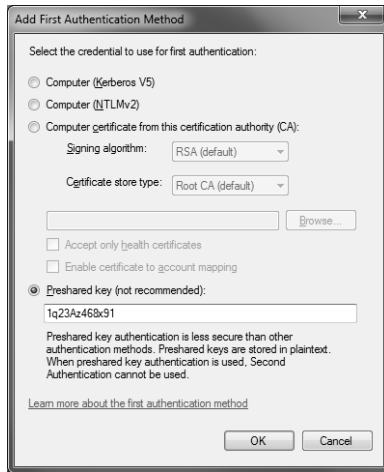 Add First Authentication Method
x
Select the credential to use for first authentication:
Computer (Kerberos V5)
Computer (NTLMv2)
Computer certificate from this certification authority (CA):
Signing algorithm: RSA (default)
Certificate store type: Root CA (default)
Browse...
Accept only health certificates
Enable certificate to account mapping
Preshared key (not recommended):
1q23Az468x91
Preshared key authentication is less secure than other
authentication methods. Preshared keys are stored in plaintext.
When preshared key authentication is used, Second
Authentication cannot be used.
Learn more about the first authentication method
OK Cancel